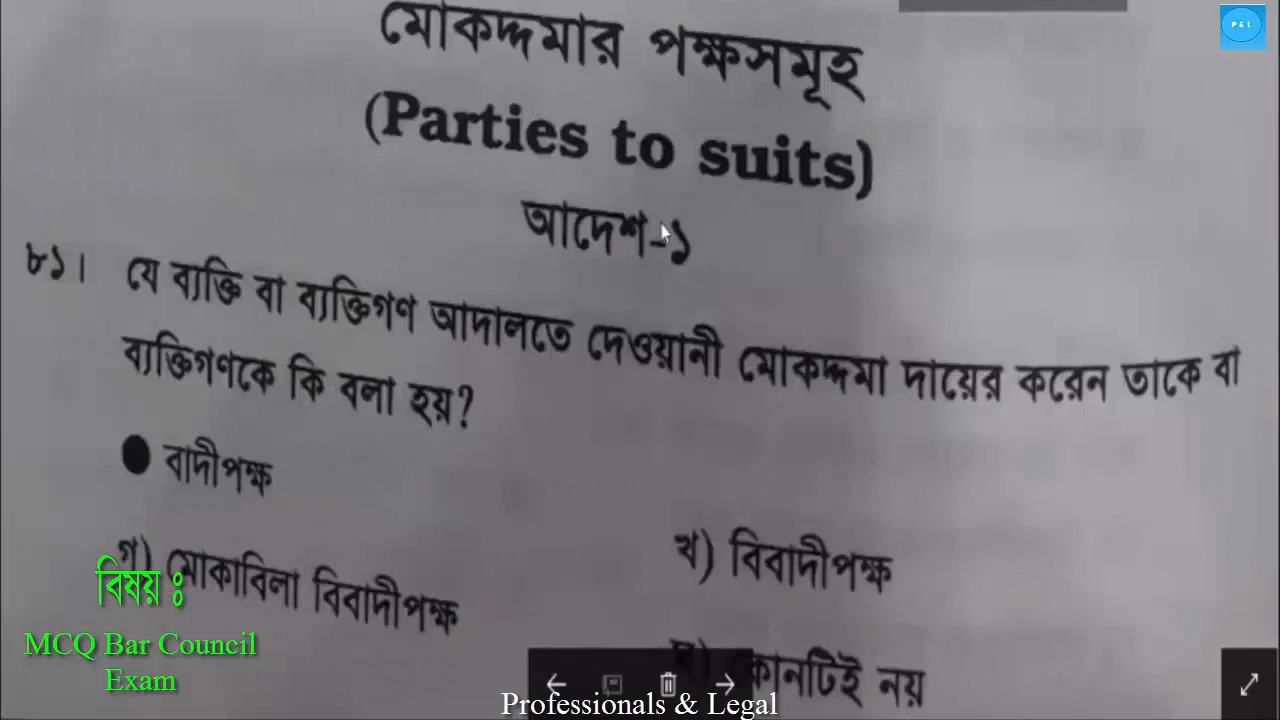 মোকদ্দমার পক্ষসমূহ
(Parties to suits)
আদেশ-১
৮১। যে ব্যক্তি বা ব্যক্তিগণ আদালতে দেওয়ানী মোকদ্দমা দায়ের করেন তাকে বা
ব্যক্তিগণকে কি বলা হয়?
বাদীপক্ষ
খ) বিবাদীপক্ষ
গ) মোকাবিলা বিবাদীপক্ষ
ঘ) কোনটিই নয়
বিষয় ঃ
MCQ Bar Council
Exam
Professionals & Legal
P & L